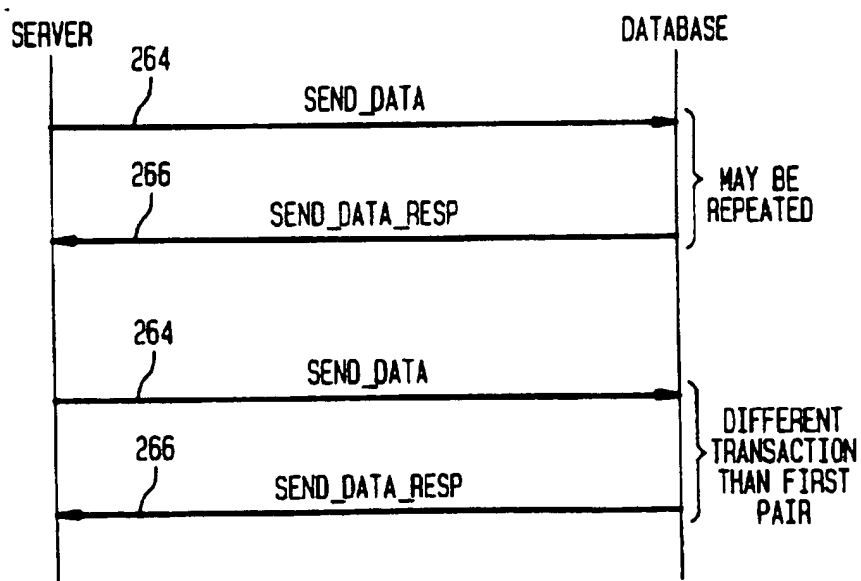 SERVER
DATABASE
264
SEND_DATA
266
SEND_DATA_RESP
MAY BE
REPEATED
264
SEND_DATA
266
SEND_DATA_RESP
DIFFERENT
TRANSACTION
THAN FIRST
PAIR